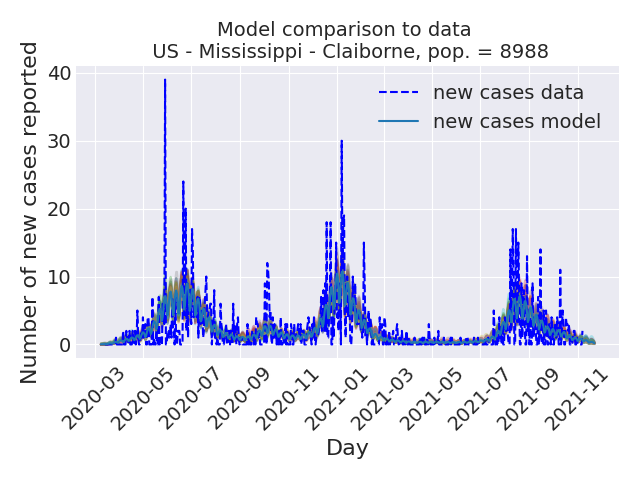 Model comparison to data
US - Mississippi - Claiborne, pop. = 8988
Number of new cases reported
40
30
20
10
0
new cases data
new cases model
2020-03
2020-05
2020-07
2020-09
2020-11
2021-01
2021-03
2021-05
2021-07
2021-09
2021-11
Day